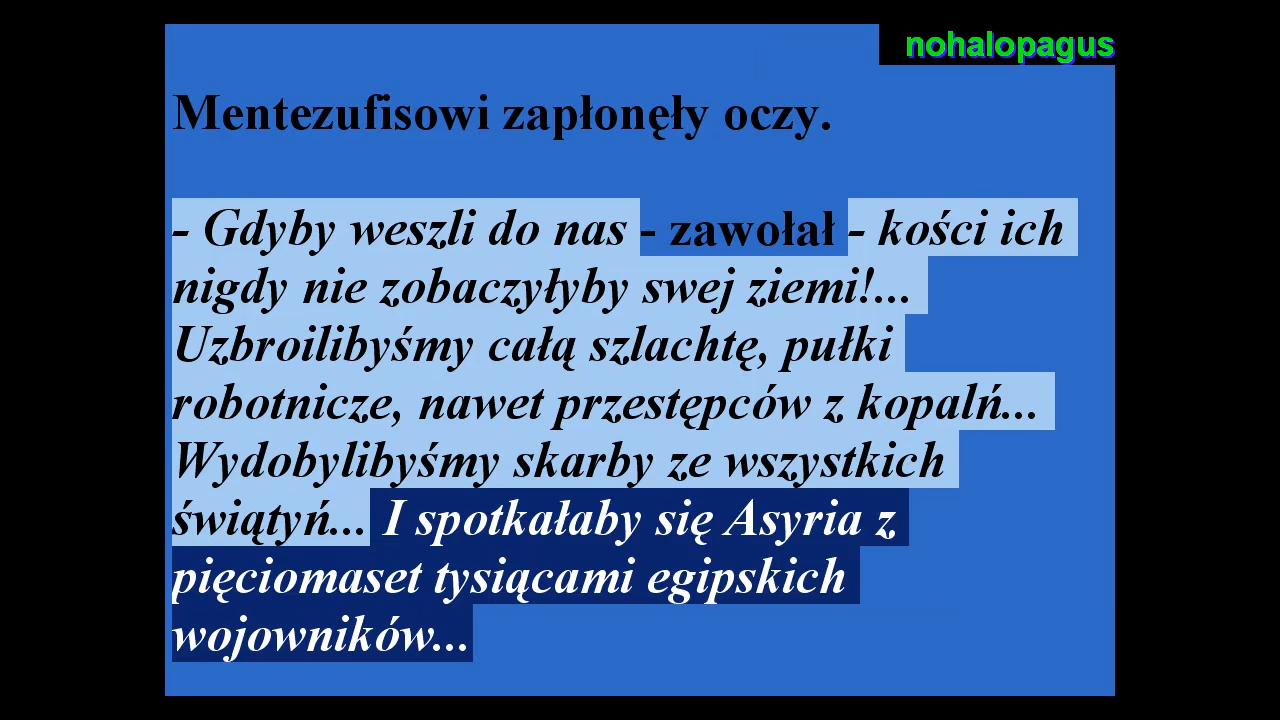 nohalopagus
Mentezufisowi zapłonęły oczy.
- Gdyby weszli do nas - zawołał - kości ich
nigdy nie zobaczyłyby swej ziemi!...
Uzbroilibyśmy całą szlachtę, pułki
robotnicze, nawet przestępców z kopalń...
Wydobylibyśmy skarby ze wszystkich
świątyń... I spotkałaby się Asyria z
pięciomaset tysiącami egipskich
wojowników...